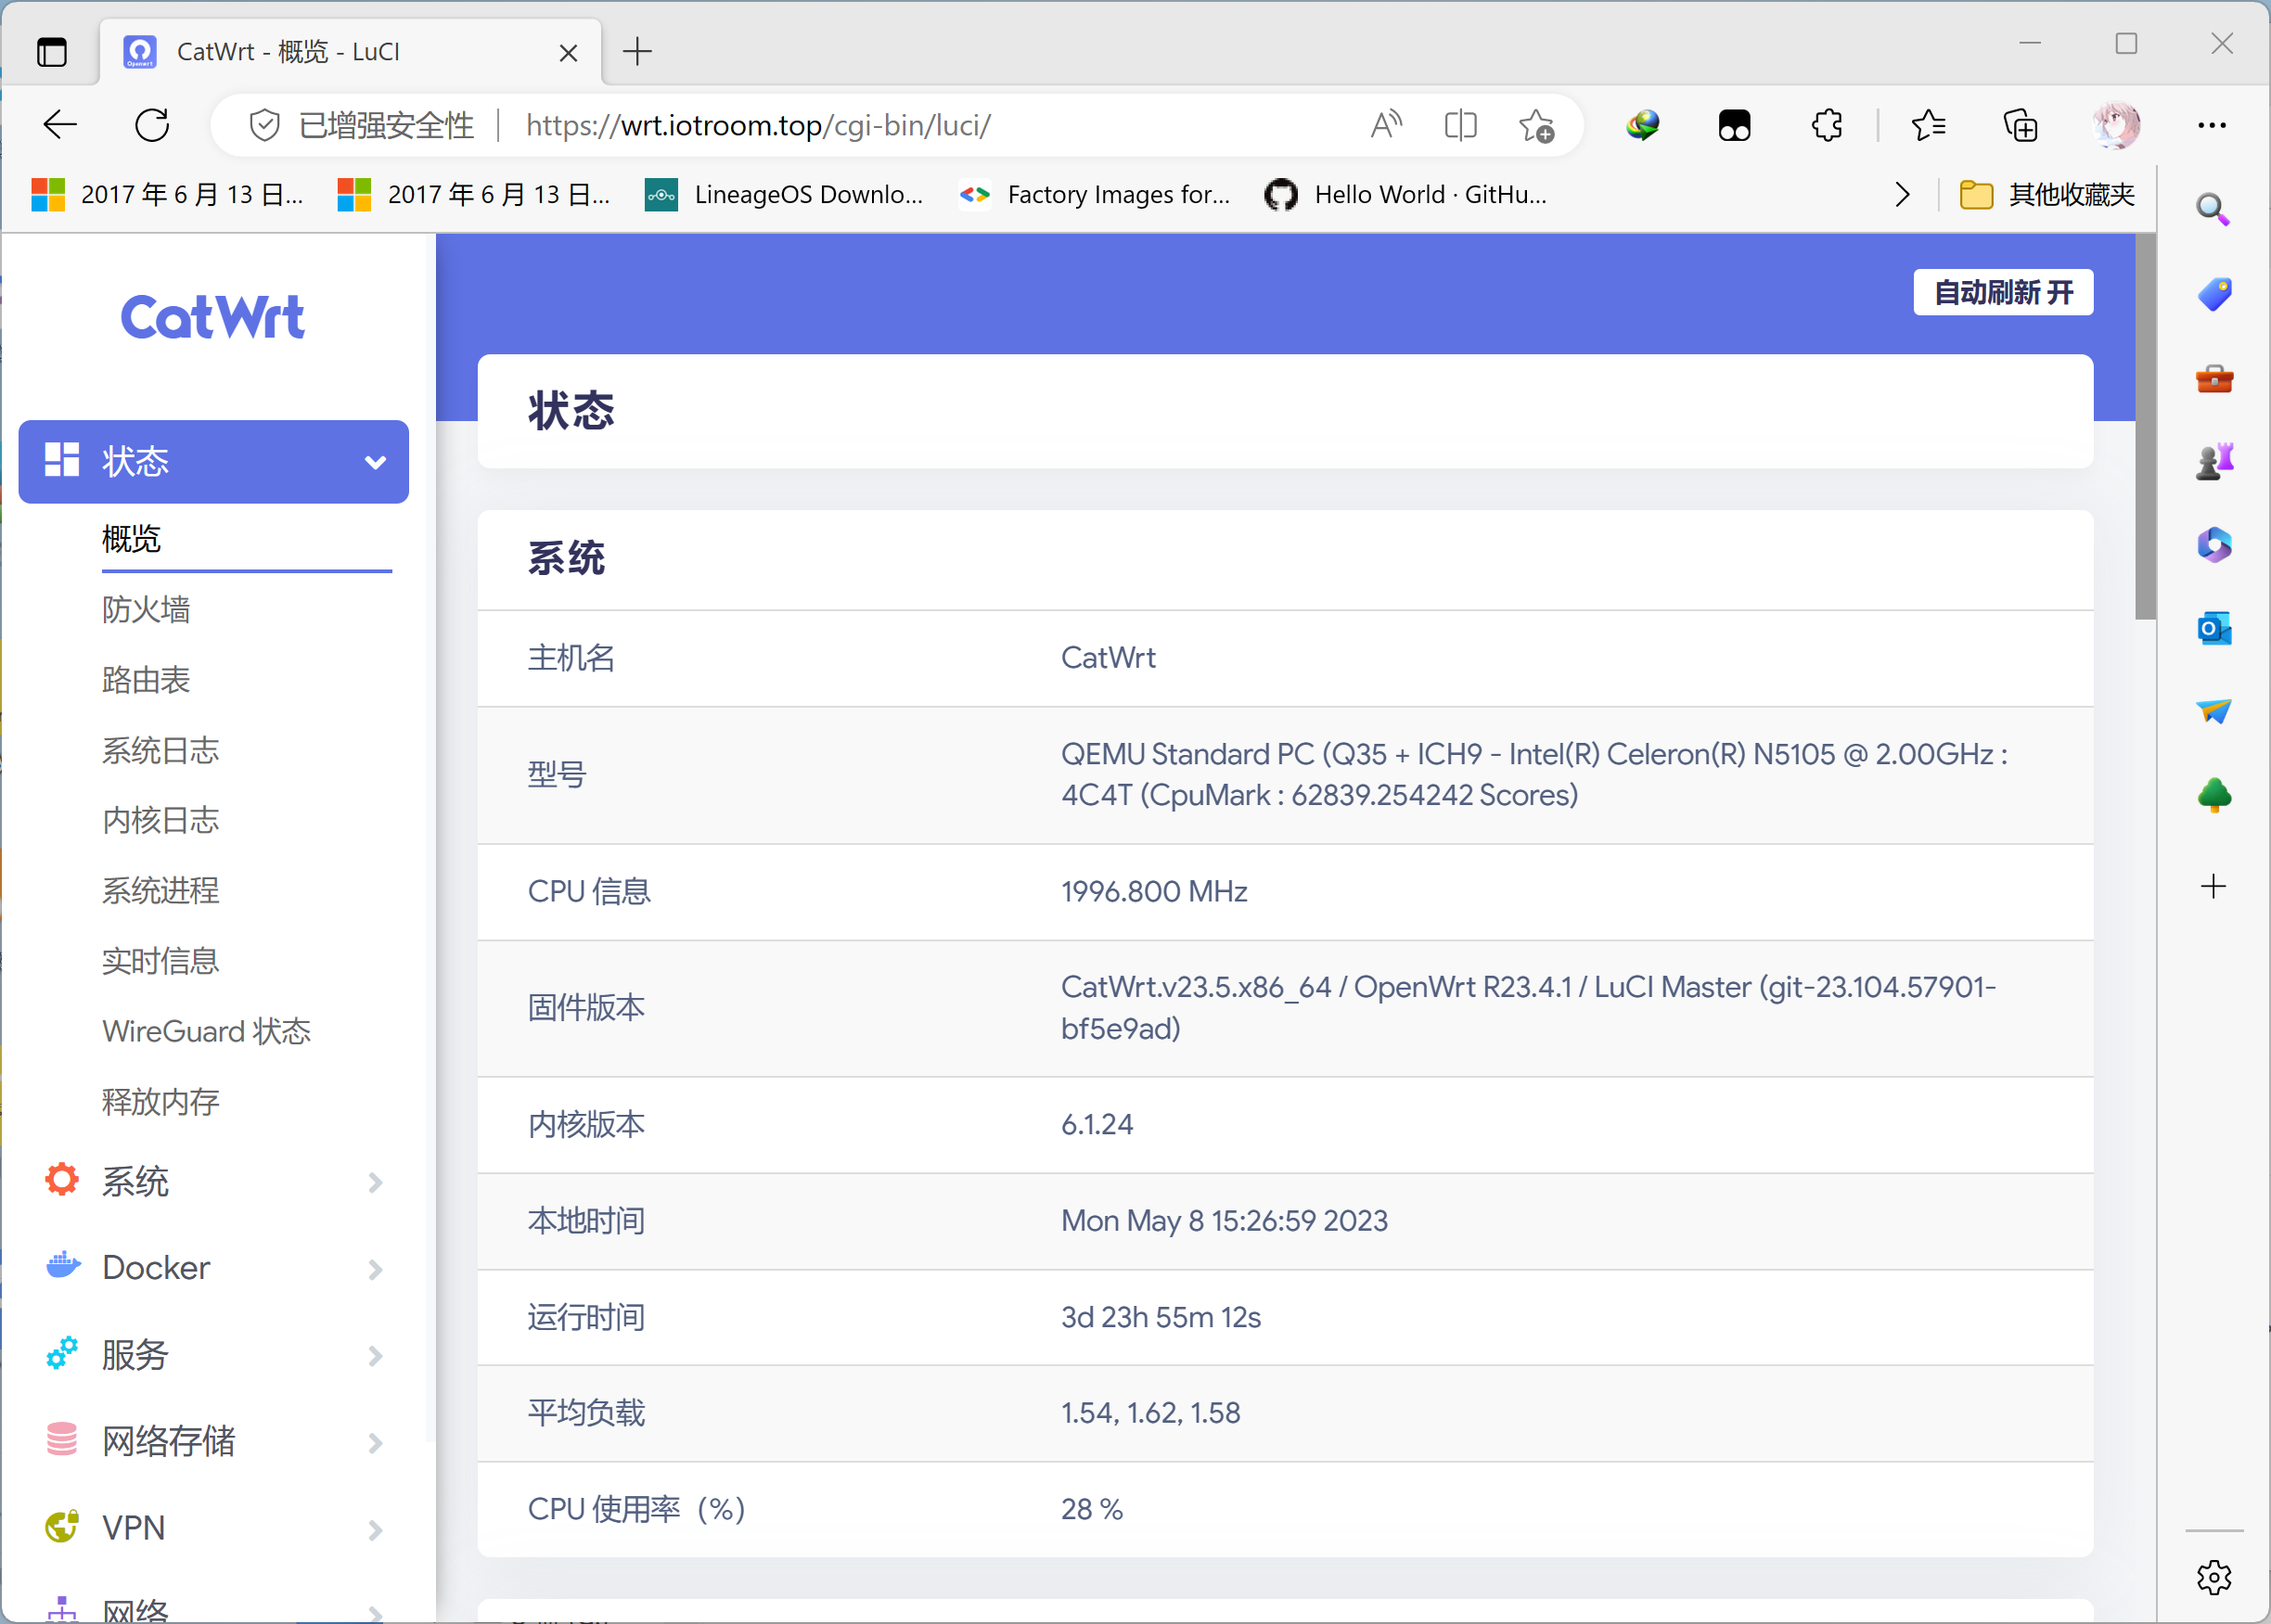 CatWrt - 概览 - LuCI
已增强安全性
https://wrt.iotroom.top/cgi-bin/luci/
2017 年 6 月 13 日...
2017 年 6 月 13 日...
LineageOS Downlo...
Factory Images for...
Hello World · GitHu...
其他收藏夹
CatWrt
状态
概览
防火墙
路由表
系统日志
内核日志
系统进程
实时信息
WireGuard 状态
释放内存
系统
Docker
服务
网络存储
VPN
网络
自动刷新 开
状态
系统
主机名 CatWrt
型号 QEMU Standard PC (Q35 + ICH9 - Intel(R) Celeron(R) N5105 @ 2.00GHz :
4C4T (CpuMark : 62839.254242 Scores)
CPU 信息 1996.800 MHz
固件版本 CatWrt.v23.5.x86_64 / OpenWrt R23.4.1 / LuCI Master (git-23.104.57901-
bf5e9ad)
内核版本 6.1.24
本地时间 Mon May 8 15:26:59 2023
运行时间 3d 23h 55m 12s
平均负载 1.54, 1.62, 1.58
CPU 使用率（%） 28 %